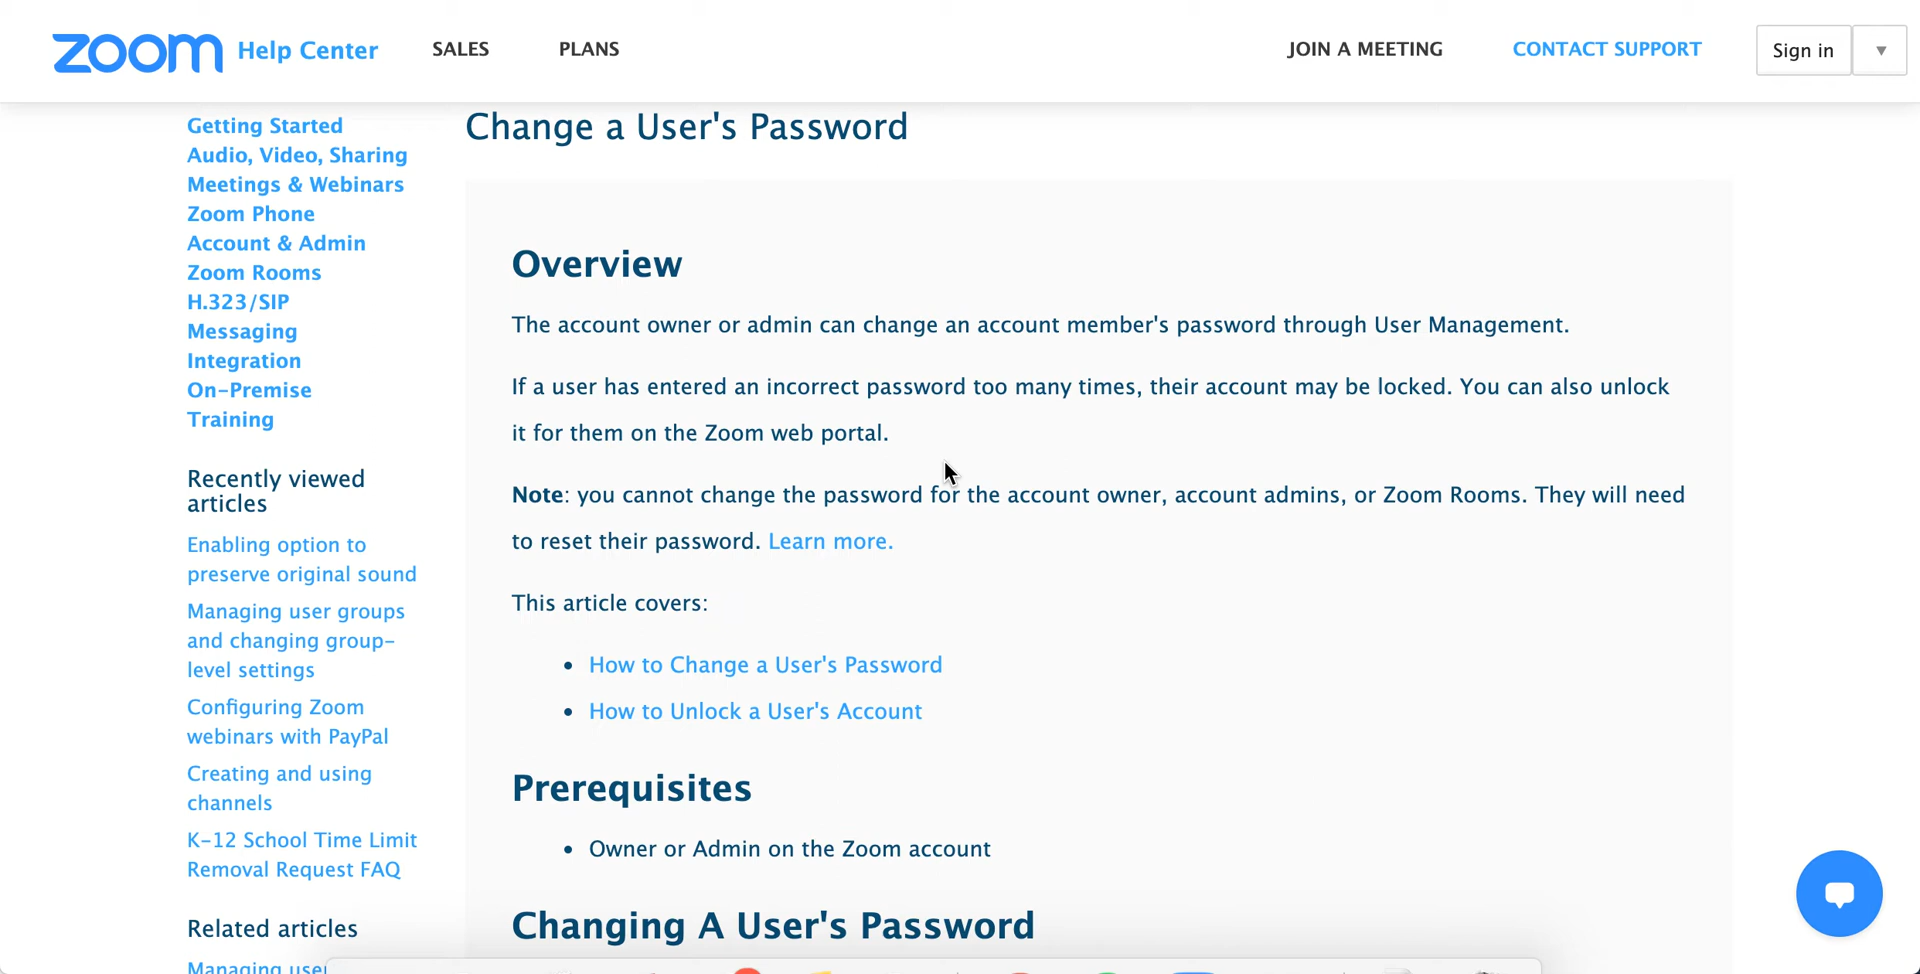 zoom Help Center SALES PLANS JOIN A MEETING CONTACT SUPPORT Sign in
Getting Started
Audio, Video, Sharing
Meetings & Webinars
Zoom Phone
Account & Admin
Zoom Rooms
H.323/SIP
Messaging
Integration
On-Premise
Training
Recently viewed
articles
Enabling option to
preserve original sound
Managing user groups
and changing group-
level settings
Configuring Zoom
webinars with PayPal
Creating and using
channels
K-12 School Time Limit
Removal Request FAQ
Related articles
Managing user
Change a User's Password
Overview
The account owner or admin can change an account member's password through User Management.
If a user has entered an incorrect password too many times, their account may be locked. You can also unlock
it for them on the Zoom web portal.
Note: you cannot change the password for the account owner, account admins, or Zoom Rooms. They will need
to reset their password. Learn more.
This article covers:
• How to Change a User's Password
• How to Unlock a User's Account
Prerequisites
• Owner or Admin on the Zoom account
Changing A User's Password